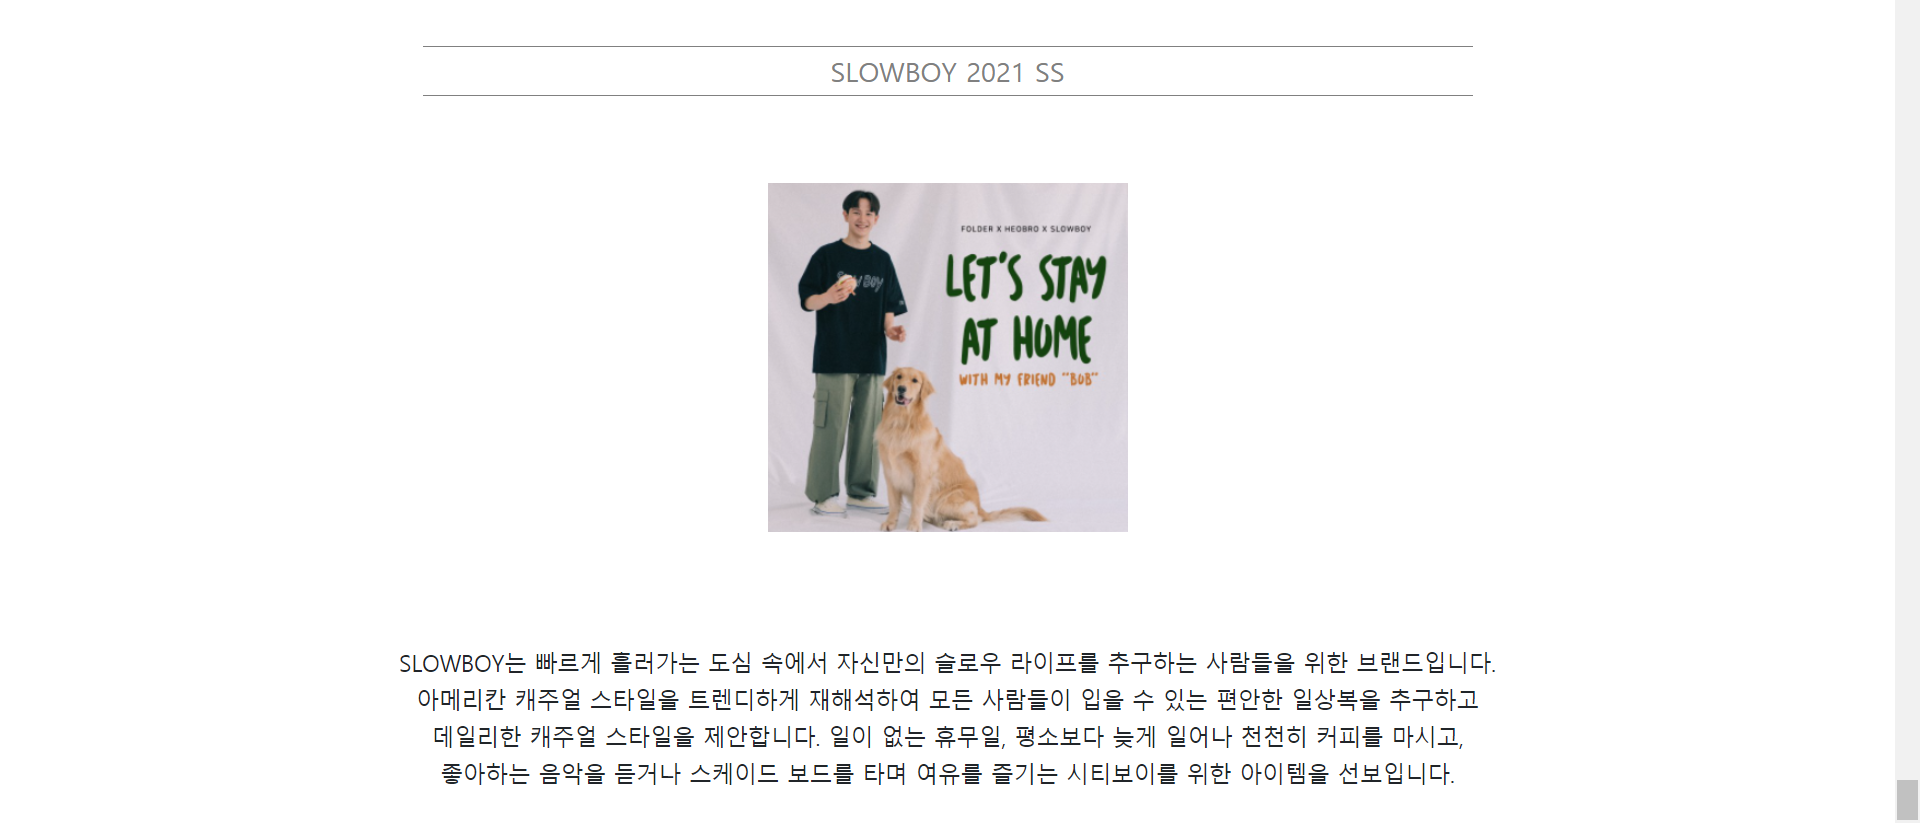 SLOWBOY 2021 SS
FOLDER X HEOBRO X SLOWBOY
LET'S STAY
AT HOME
WITH MY FRIEND "BOB"
SLOWBOY는 빠르게 흘러가는 도심 속에서 자신만의 슬로우 라이프를 추구하는 사람들을 위한 브랜드입니다.
아메리칸 캐주얼 스타일을 트렌디하게 재해석하여 모든 사람들이 입을 수 있는 편안한 일상복을 추구하고
데일리한 캐주얼 스타일을 제안합니다. 일이 없는 휴무일, 평소보다 늦게 일어나 천천히 커피를 마시고,
좋아하는 음악을 듣거나 스케이드 보드를 타며 여유를 즐기는 시티보이를 위한 아이템을 선보입니다.